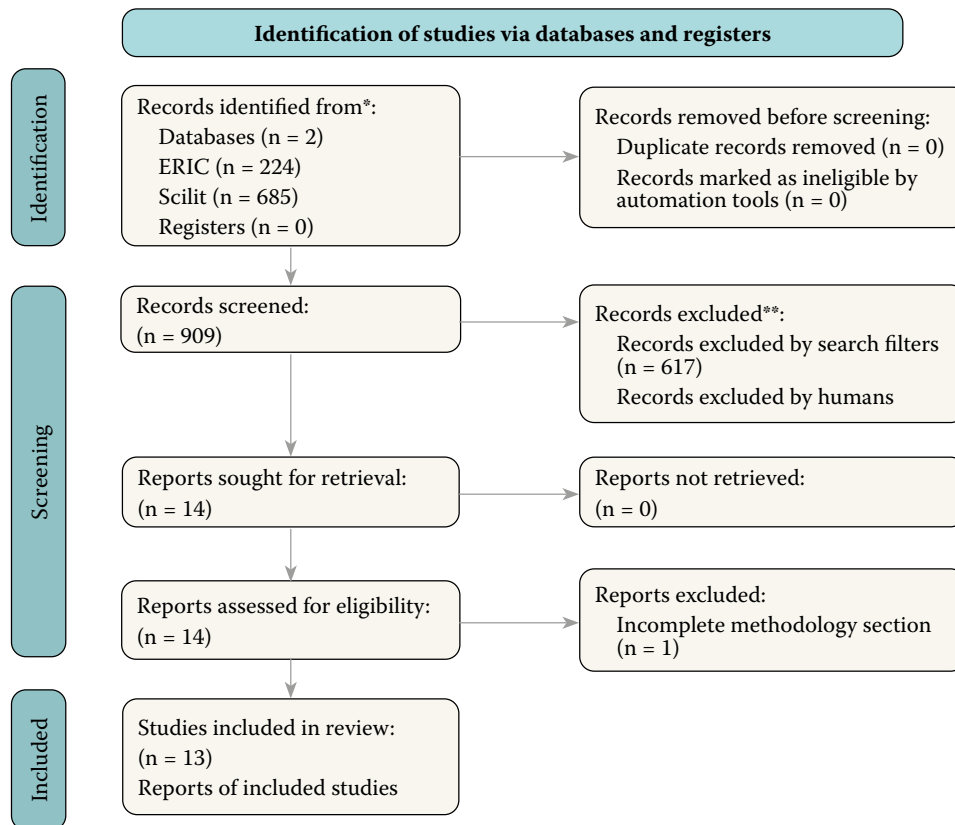 Identification of studies via databases and registers
Identification
Records identified from*:
Databases (n = 2)
ERIC (n = 224)
Scilit (n = 685)
Registers (n = 0)
Records removed before screening:
Duplicate records removed (n = 0)
Records marked as ineligible by
automation tools (n = 0)
Screening
Records screened:
(n = 909)
Records excluded**:
Records excluded by search filters
(n = 617)
Records excluded by humans
Reports sought for retrieval:
(n = 14)
Reports not retrieved:
(n = 0)
Reports assessed for eligibility:
(n = 14)
Reports excluded:
Incomplete methodology section
(n = 1)
Included
Studies included in review:
(n = 13)
Reports of included studies